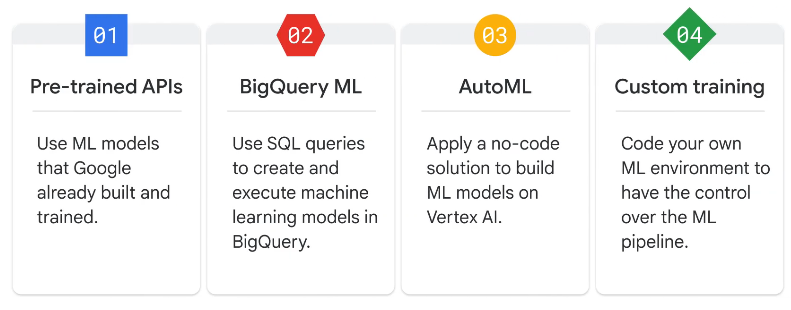 01
Pre-trained APIs
Use ML models
that Google
already built and
trained.
02
BigQuery ML
Use SQL queries
to create and
execute machine
learning models in
BigQuery.
03
AutoML
Apply a no-code
solution to build
ML models on
Vertex AI.
04
Custom training
Code your own
ML environment to
have the control
over the ML
pipeline.